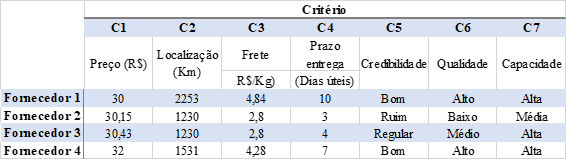 Critério
C1 C2 C3 C4 C5 C6 C7
Preço (R$) Localização (Km) Frete R$/Kg) Prazo entrega (Dias úteis) Credibilidade Qualidade Capacidade
Fornecedor 1 30 2253 4,84 10 Bom Alto Alta
Fornecedor 2 30,15 1230 2,8 3 Ruim Baixo Média
Fornecedor 3 30,43 1230 2,8 4 Regular Médio Alta
Fornecedor 4 32 1531 4,28 7 Bom Alto Alta